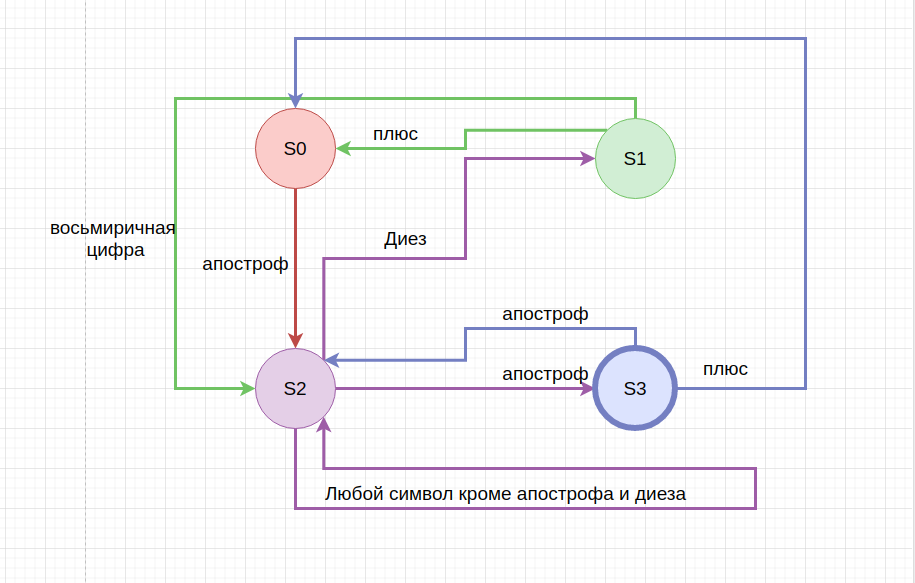 плюс
S0
S1
восьмиричная
цифра
Диез
апостроф
апостроф
апостроф
плюс
S2
S3
Любой символ кроме апострофа и диеза